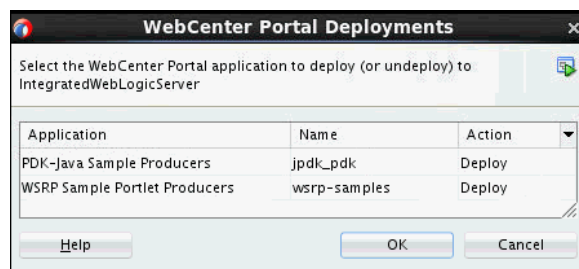 WebCenter Portal Deployments
Select the WebCenter Portal application to deploy (or undeploy) to
IntegratedWebLogicServer
Application Name Action
PDK-Java Sample Producers jpdk_pdk Deploy
WSRP Sample Portlet Producers wsrp-samples Deploy
Help OK Cancel